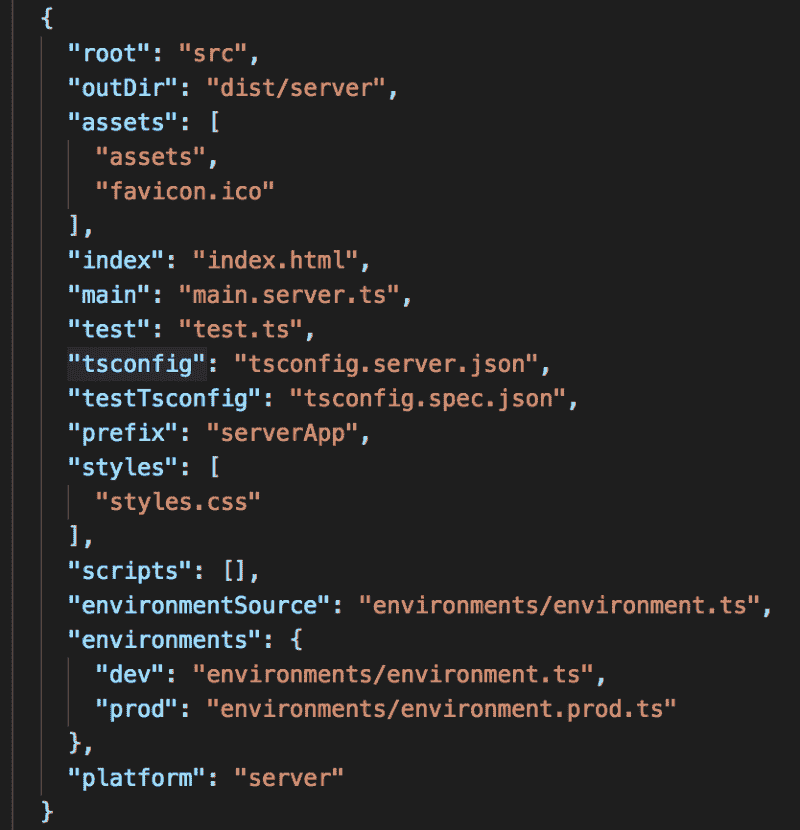 {
"root": "src",
"outDir": "dist/server",
"assets": [
"assets",
"favicon.ico"
],
"index": "index.html",
"main": "main.server.ts",
"test": "test.ts",
"tsconfig": "tsconfig.server.json",
"testTsconfig": "tsconfig.spec.json",
"prefix": "serverApp",
"styles": [
"styles.css"
],
"scripts": [],
"environmentSource": "environments/environment.ts",
"environments": {
"dev": "environments/environment.ts",
"prod": "environments/environment.prod.ts"
},
"platform": "server"
}